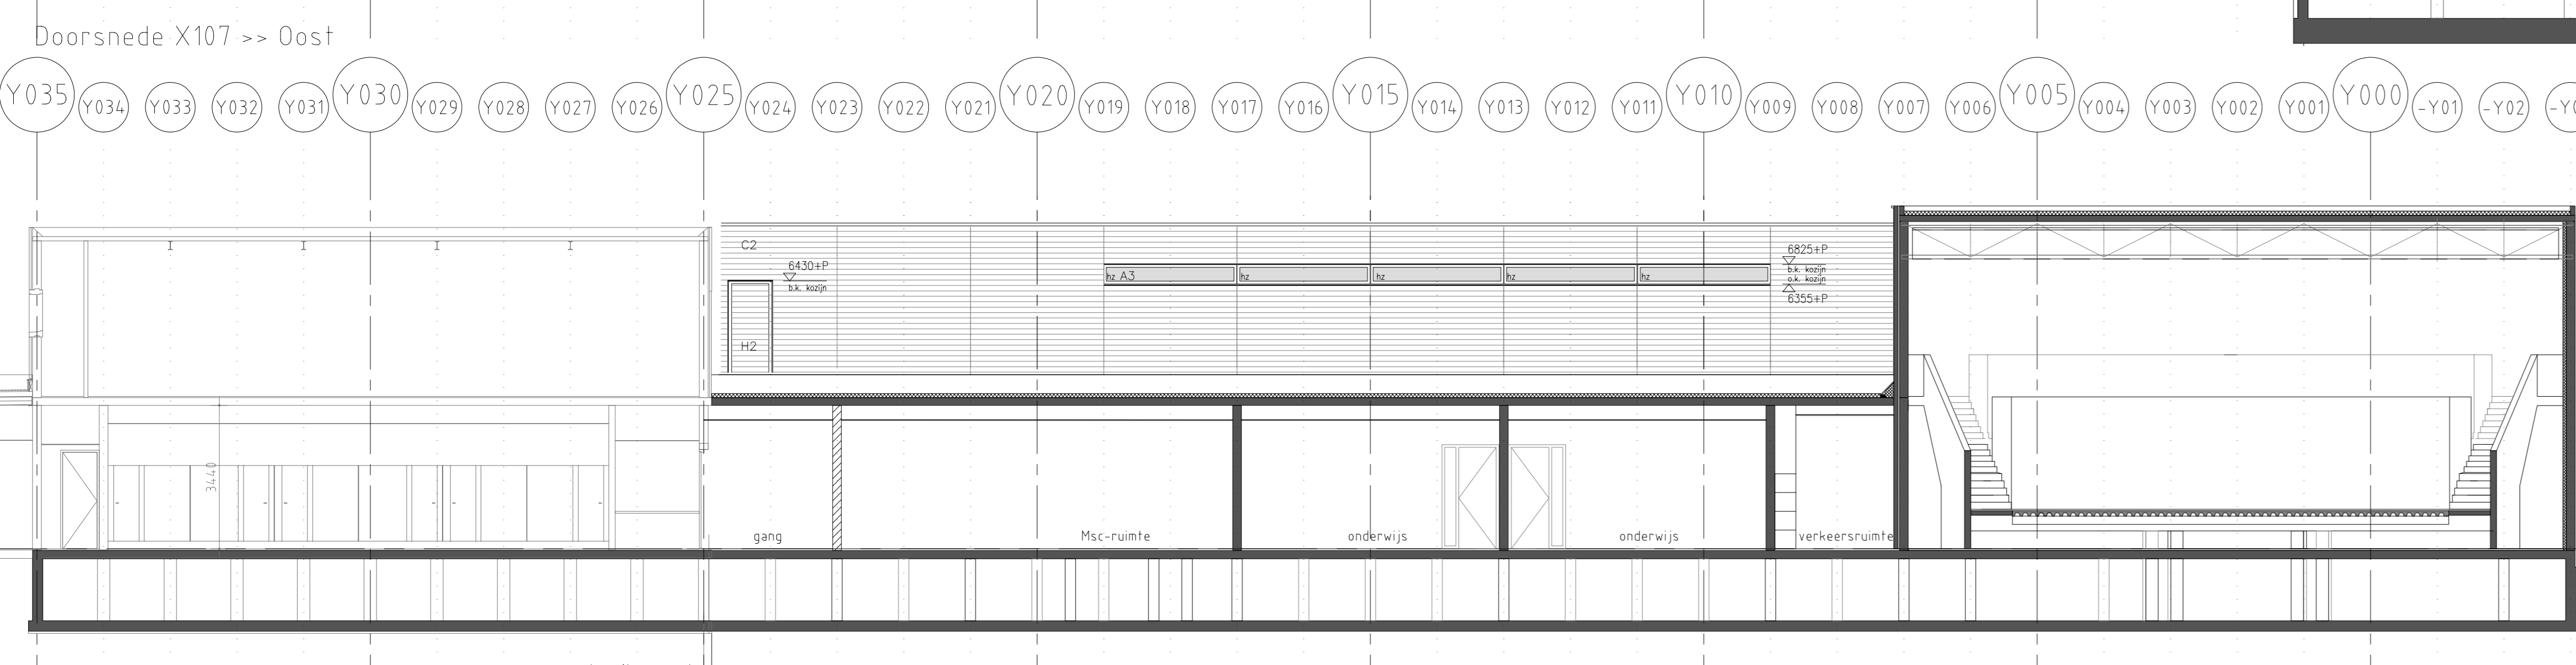 Doorsnede X107 >> Oost
Y035 Y034 Y033 Y032 Y031 Y030 Y029 Y028 Y027 Y026 Y025 Y024 Y023 Y022 Y021 Y020 Y019 Y018 Y017 Y016 Y015 Y014 Y013 Y012 Y011 Y010 Y009 Y008 Y007 Y006 Y005 Y004 Y003 Y002 Y001 Y000 -Y01 -Y02
C2
6430+P
b.k. kozijn
hz A3
hz
hz
hz
hz
6825+P
b.k. kozijn
o.k. kozijn
6355+P
H2
3440
gang
Msc-ruimte
onderwijs
onderwijs
verkeersruimte